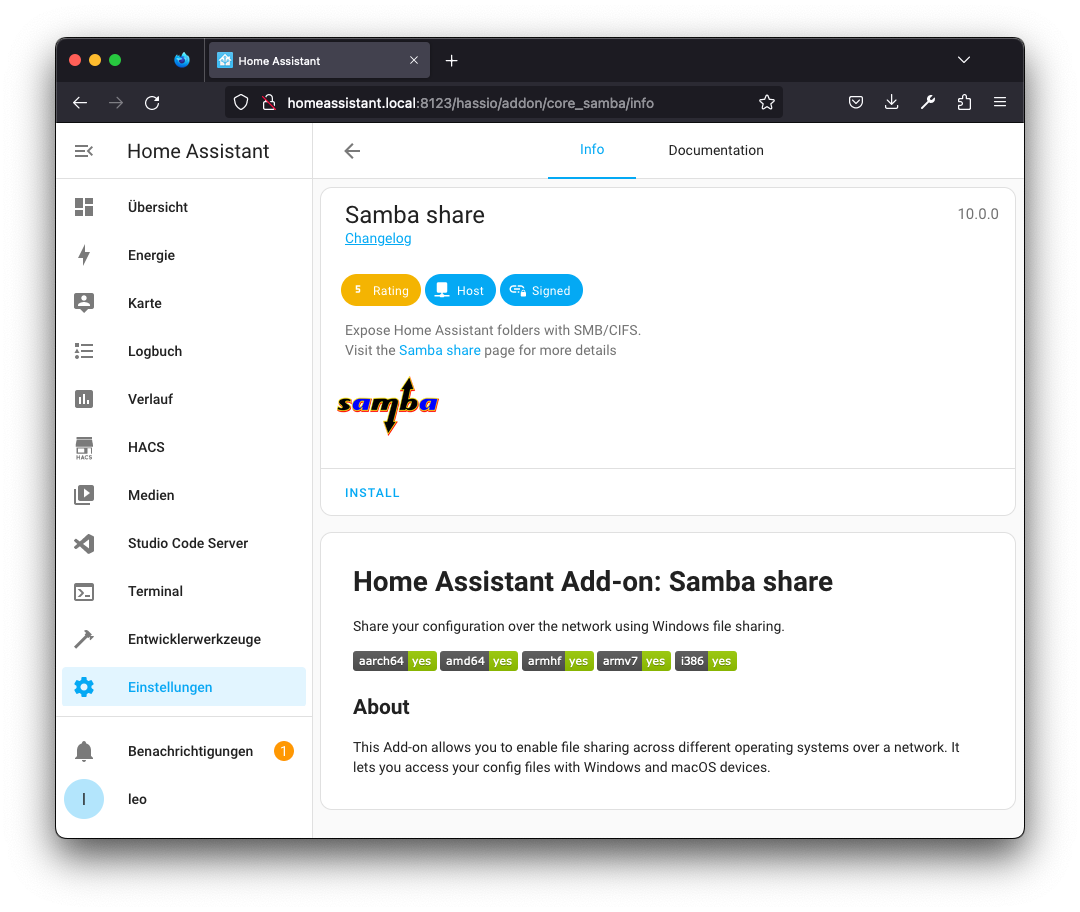 Home Assistant
homeassistant.local:8123/hassio/addon/core_samba/info
Home Assistant
Info
Documentation
Übersicht
Energie
Karte
Logbuch
Verlauf
HACS
HACS
Medien
Studio Code Server
Terminal
Entwicklerwerkzeuge
Einstellungen
Benachrichtigungen
1
l
leo
Samba share
10.0.0
Changelog
5 Rating
Host
Signed
Expose Home Assistant folders with SMB/CIFS.
Visit the Samba share page for more details
samba
INSTALL
Home Assistant Add-on: Samba share
Share your configuration over the network using Windows file sharing.
aarch64 yes amd64 yes armhf yes armv7 yes i386 yes
About
This Add-on allows you to enable file sharing across different operating systems over a network. It
lets you access your config files with Windows and macOS devices.